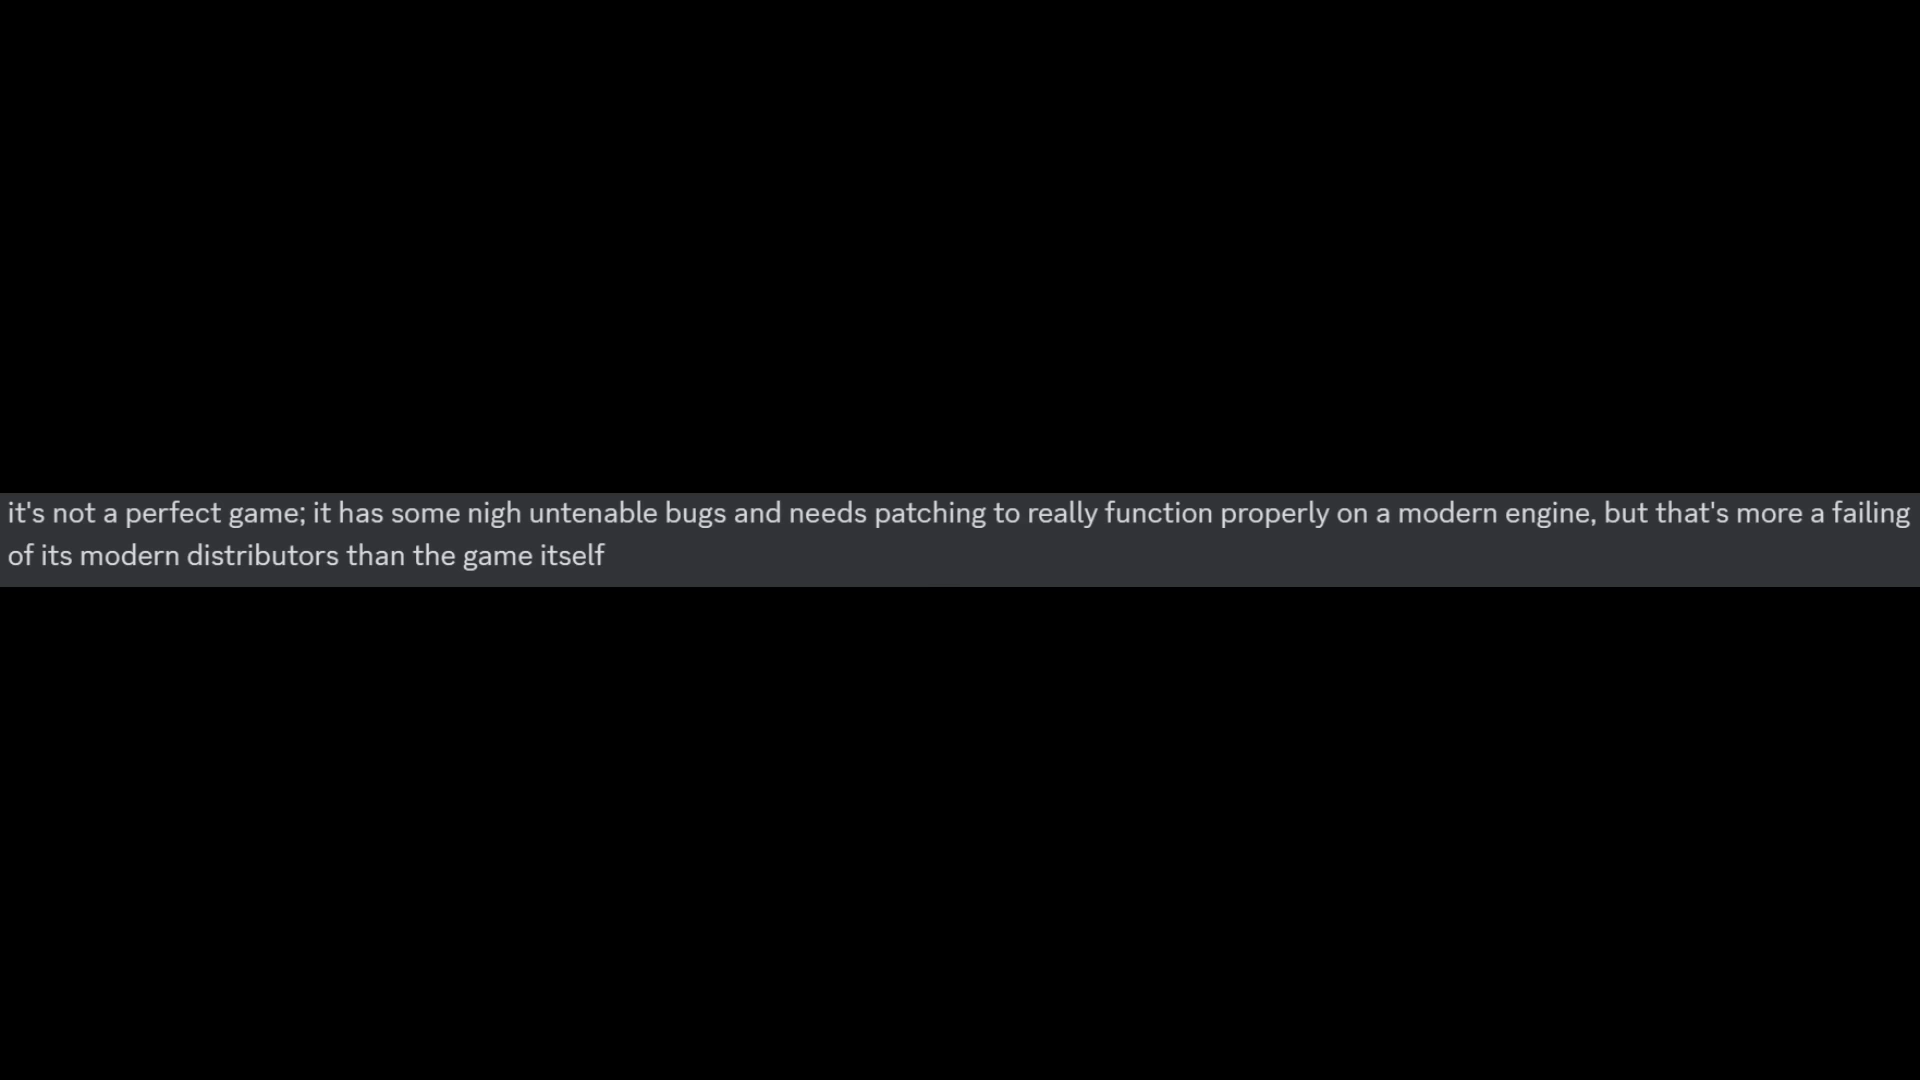 it's not a perfect game; it has some nigh untenable bugs and needs patching to really function properly on a modern engine, but that's more a failing
of its modern distributors than the game itself